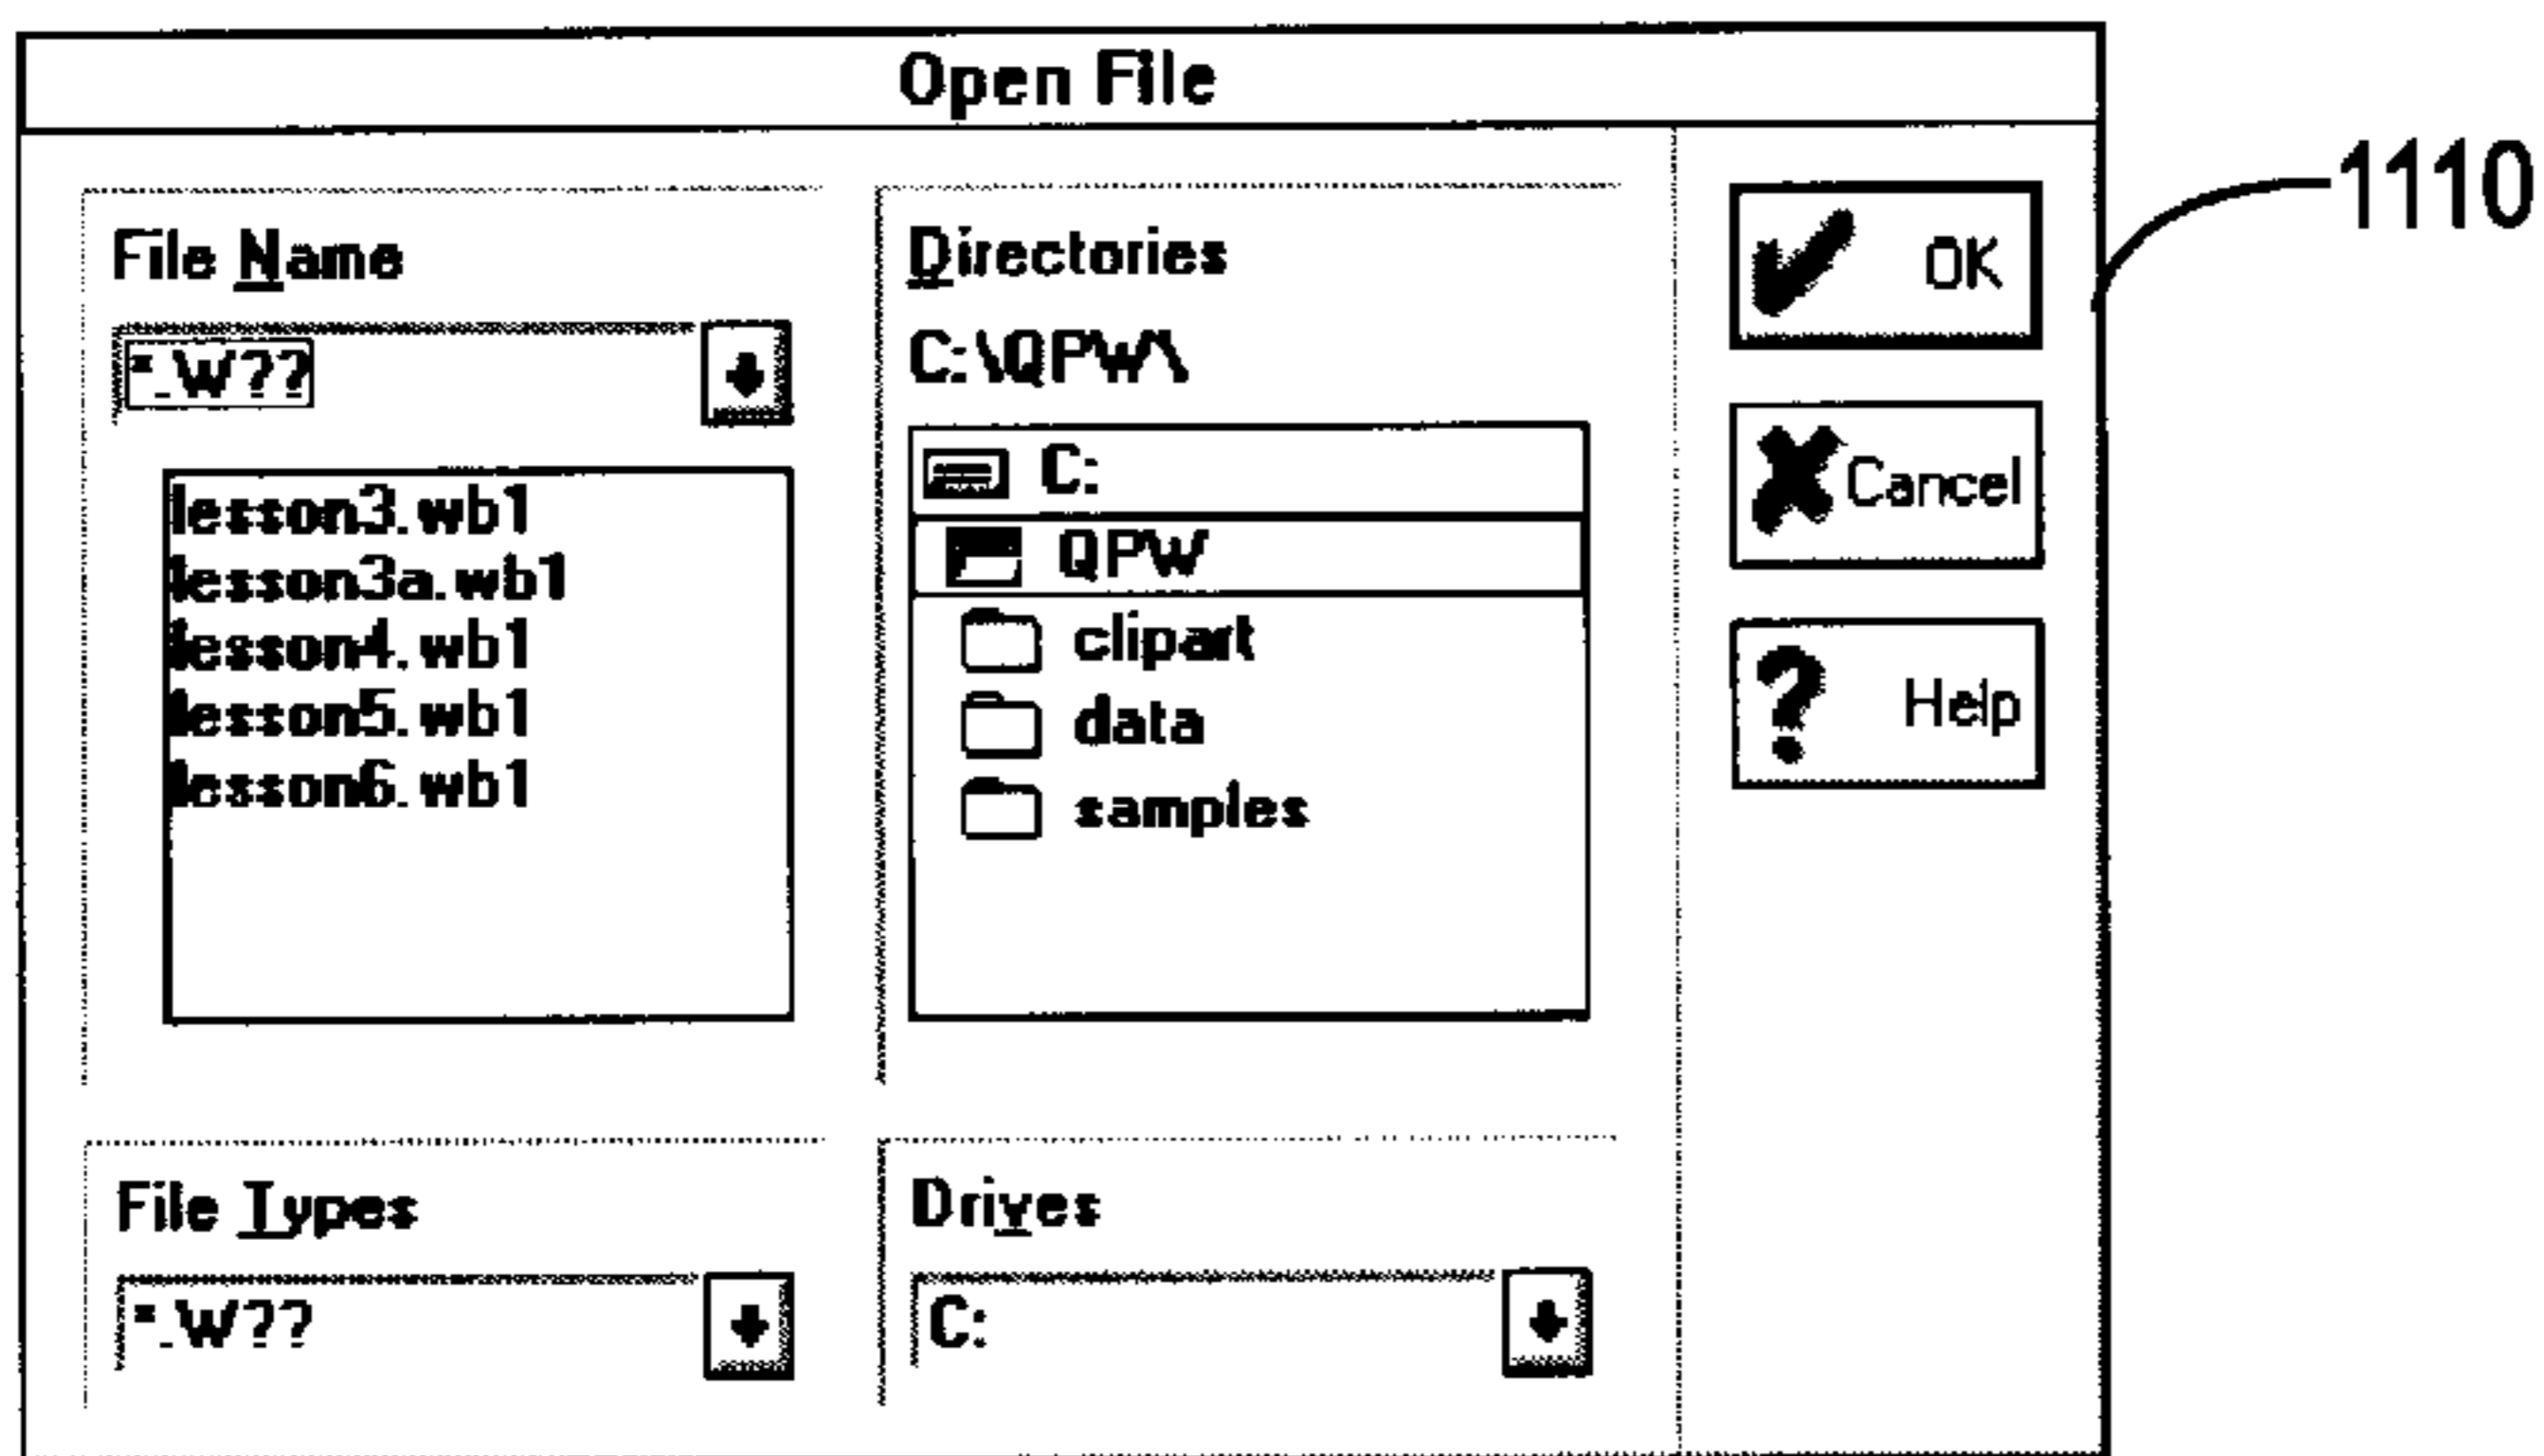 Open File
1110
File Name
*.W??
lesson3.wb1
lesson3a.wb1
lesson4.wb1
lesson5.wb1
lesson6.wb1
Directories
C:\QPW\
C:
QPW
clipart
data
samples
OK
Cancel
Help
File Types
*.W??
Drives
C: